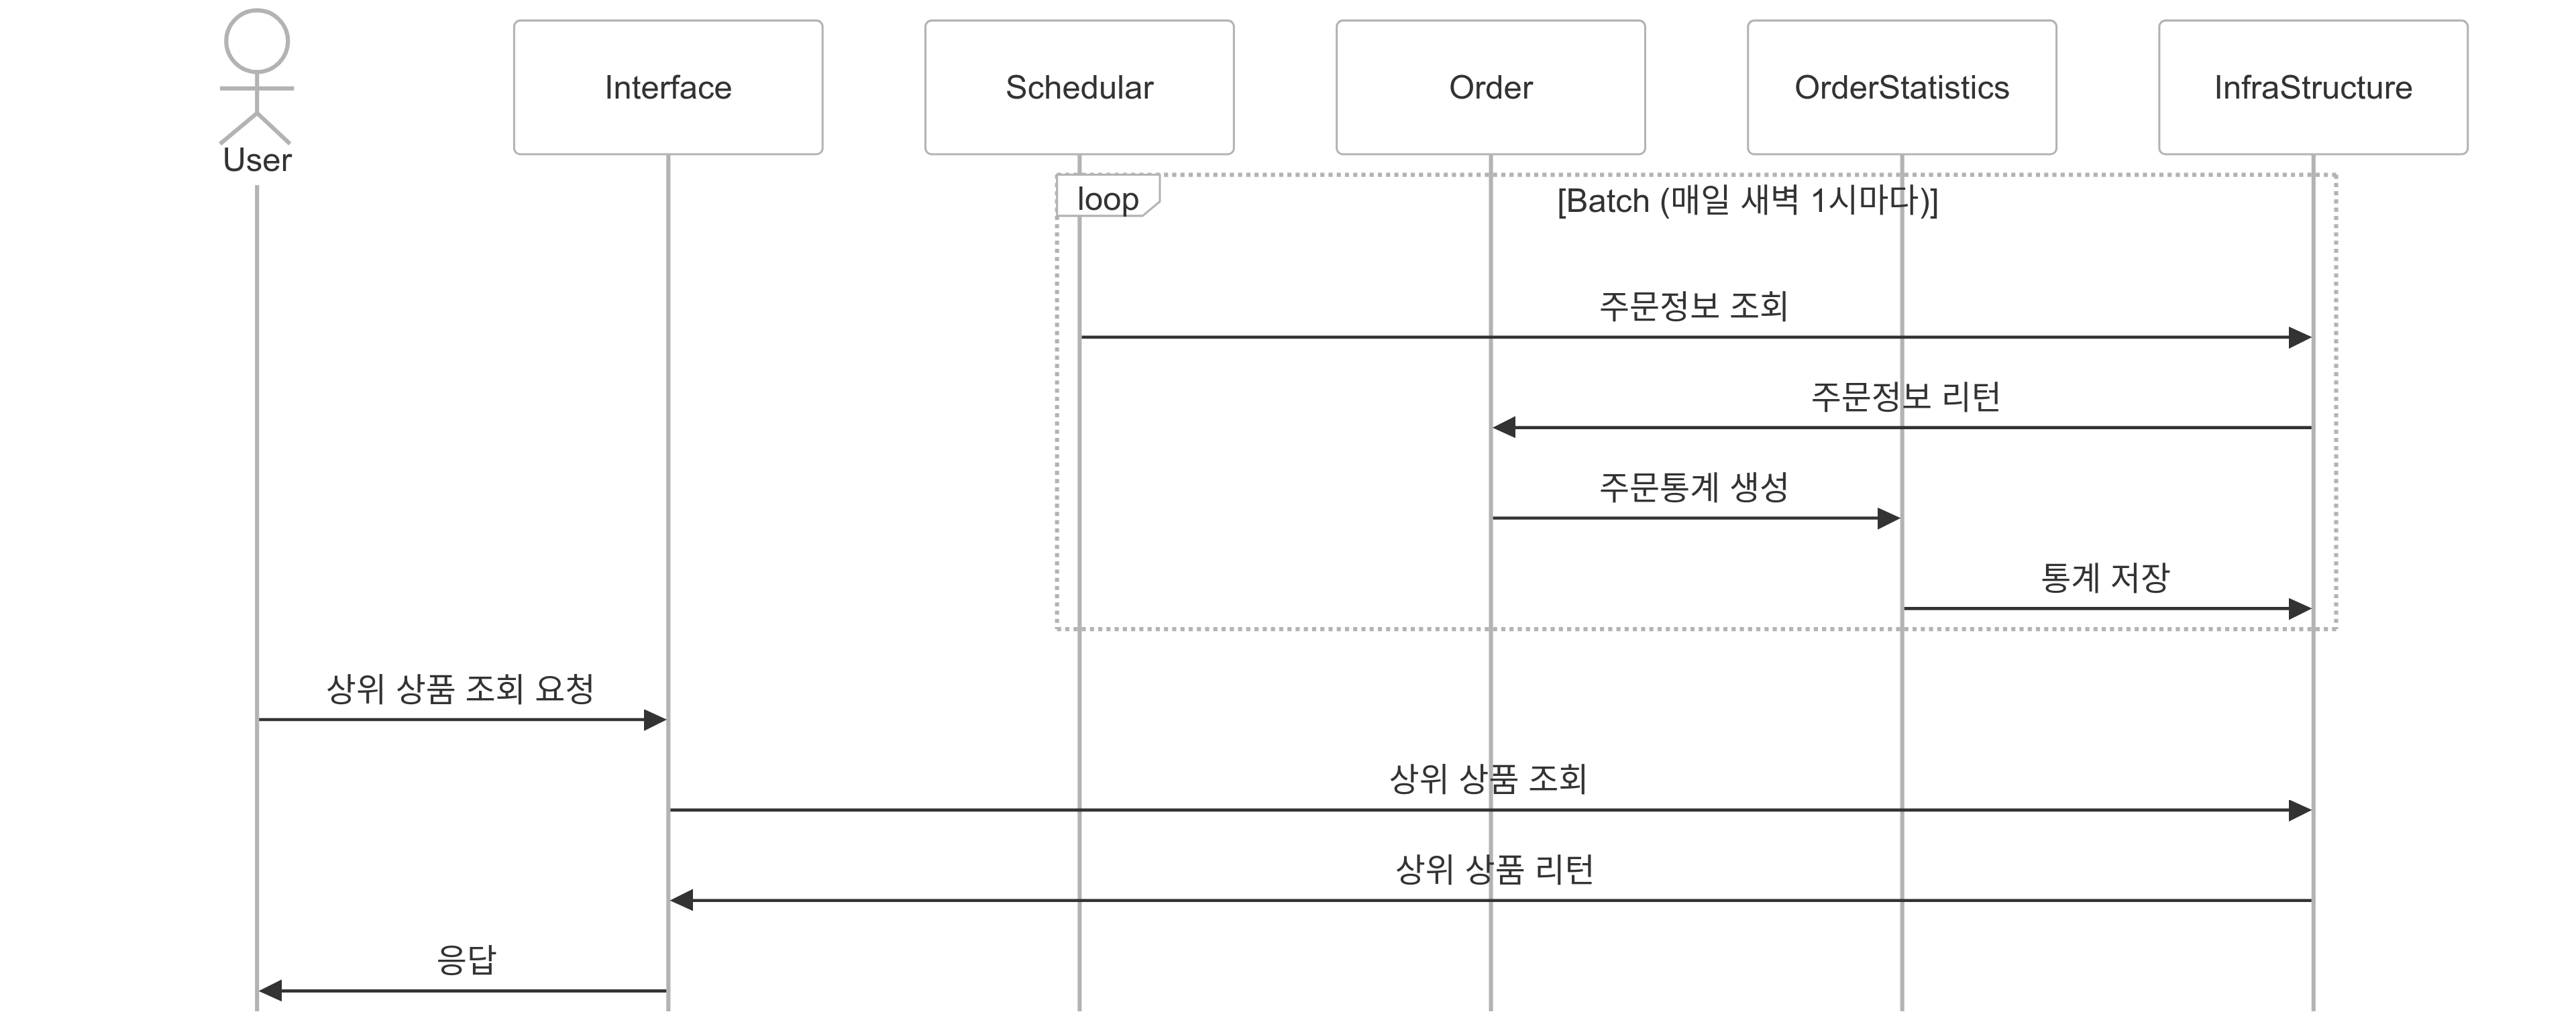 User
Interface
Schedular
Order
OrderStatistics
InfraStructure
loop
[Batch (매일 새벽 1시마다)]
주문정보 조회
주문정보 리턴
주문통계 생성
통계 저장
상위 상품 조회 요청
상위 상품 조회
상위 상품 리턴
응답